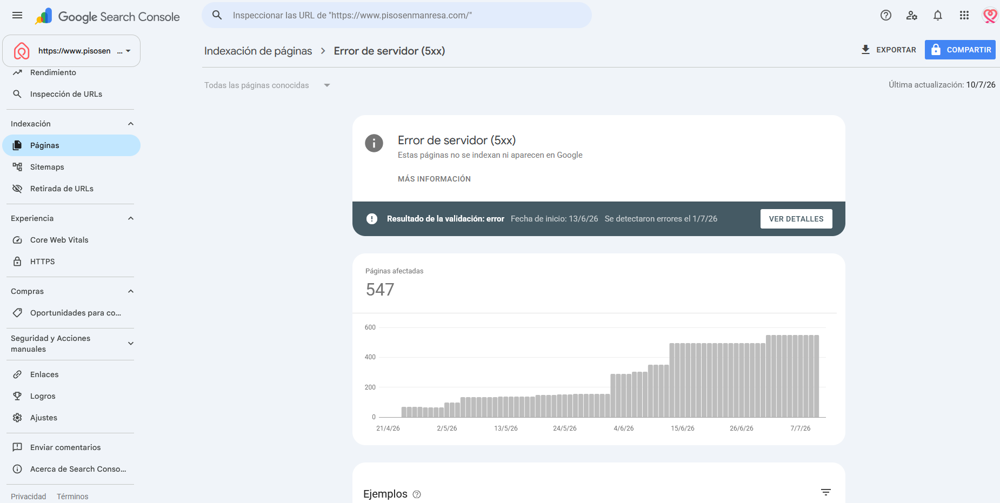 Google Search Console
Inspeccionar las URL de "https://www.pisosenmanresa.com/"
https://www.pisosen ...
Indexación de páginas
Error de servidor (5xx)
EXPORTAR
COMPARTIR
Rendimiento
Todas las páginas conocidas
Última actualización: 10/7/26
Inspección de URLs
Indexación
Páginas
Sitemaps
Retirada de URLs
Experiencia
Core Web Vitals
HTTPS
Compras
Oportunidades para co...
Seguridad y Acciones
manuales
Enlaces
Logros
Ajustes
Enviar comentarios
Acerca de Search Conso...
Privacidad
Términos
Error de servidor (5xx)
Estas páginas no se indexan ni aparecen en Google
MÁS INFORMACIÓN
Resultado de la validación: error Fecha de inicio: 13/6/26 Se detectaron errores el 1/7/26
VER DETALLES
Páginas afectadas
547
600
400
200
0
21/4/26
2/5/26
13/5/26
24/5/26
4/6/26
15/6/26
26/6/26
7/7/26
Ejemplos